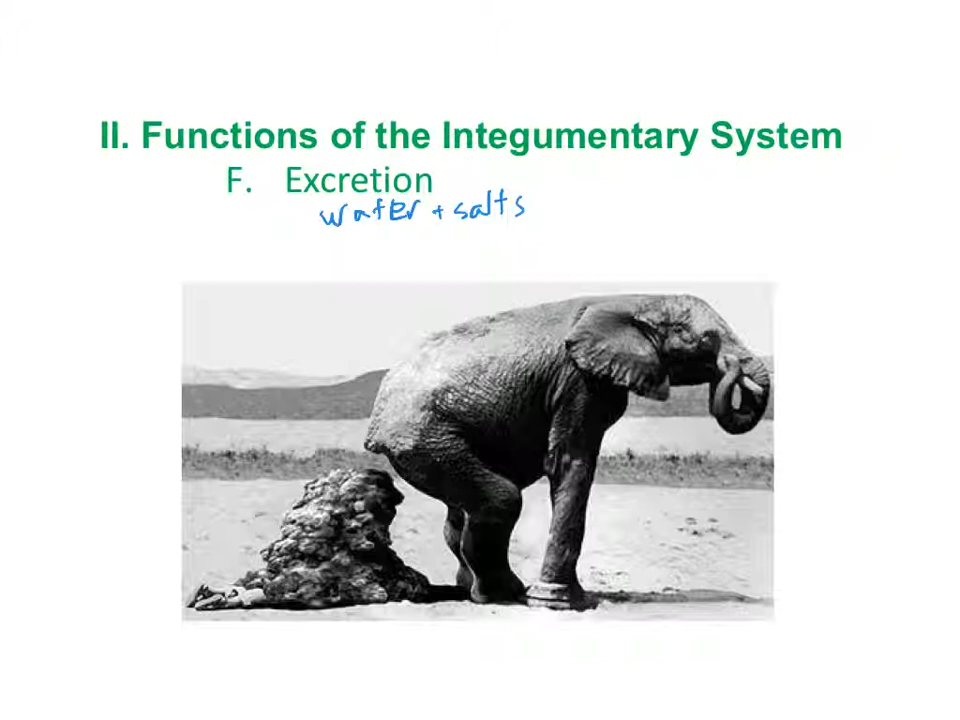 II. Functions of the Integumentary System
F. Excretion
water + salts